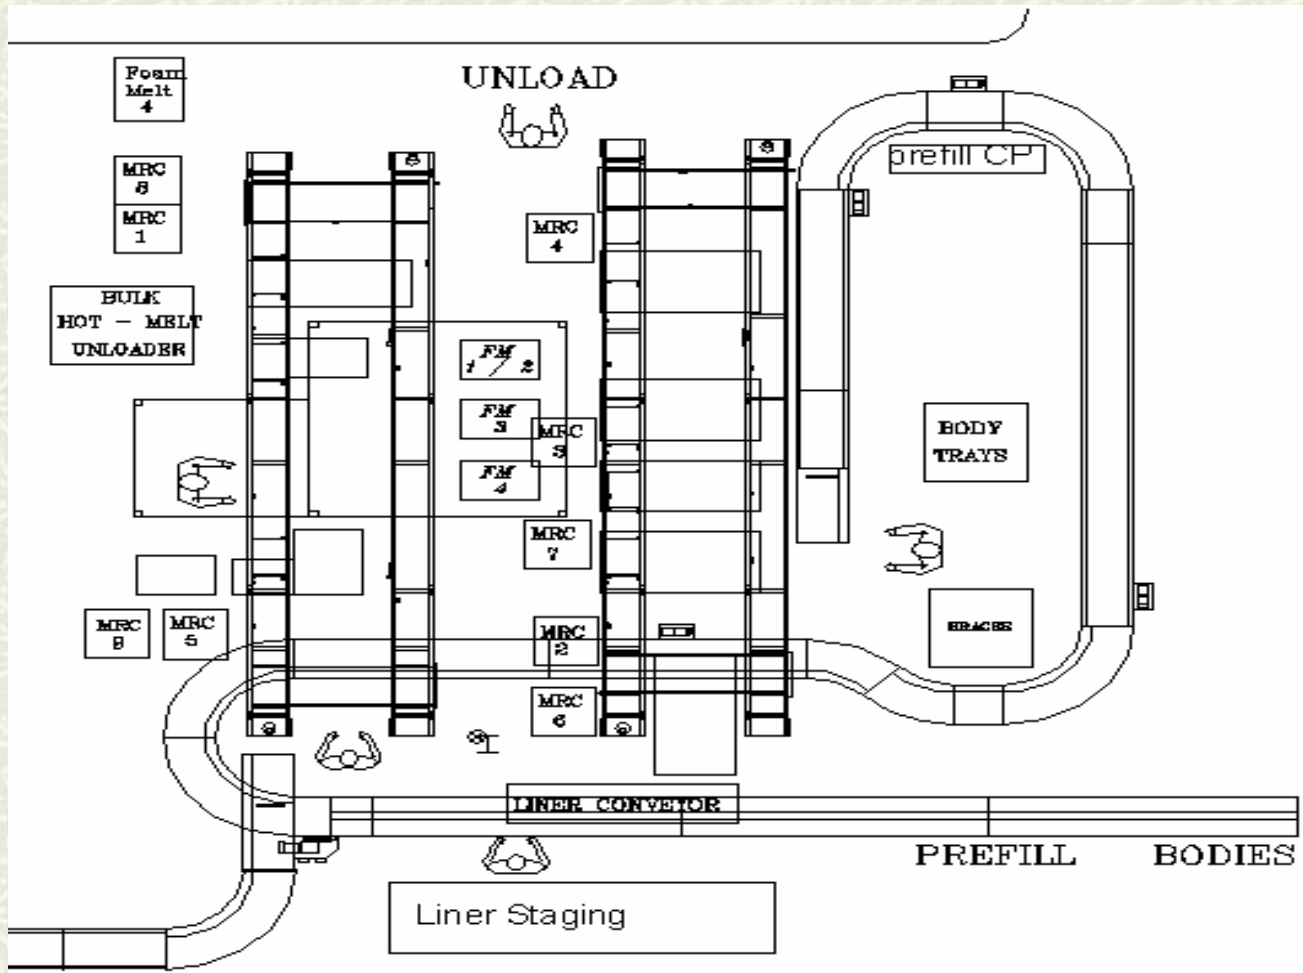 UNLOAD
Foam
Melt
4
prefill CP
MRC
8
MRC
1
MRC
4
BULK
HOT - MELT
UNLOADER
FM
1 / 2
FM
3
MRC
3
FM
4
BODY
TRAYS
MRC
7
MRC
9
MRC
5
MRC
2
BRACES
MRC
6
LINER CONVEYOR
PREFILL BODIES
Liner Staging